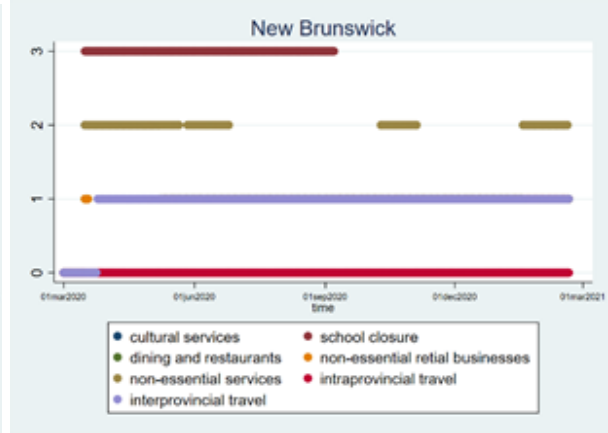 New Brunswick
3
2
1
0
01mar2020 01jun2020 01sep2020 01dec2020 01mar2021
time
cultural services school closure
dining and restaurants non-essential retial businesses
non-essential services intraprovincial travel
interprovincial travel